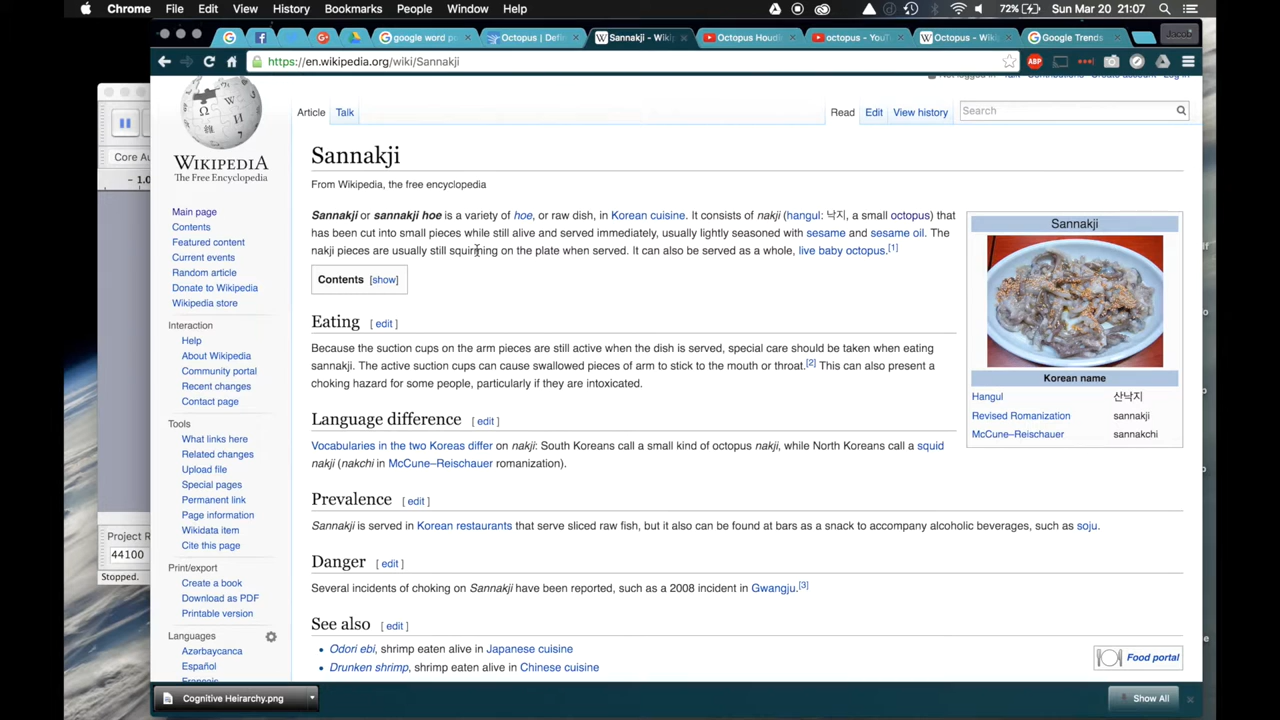 Chrome File Edit View History Bookmarks People Window Help 72% Sun Mar 20 21:07
google word pu Octopus | Defin Sannakji - Wiki Octopus Houdi octopus - YouT Octopus - Wiki Google Trends Jacob
https://en.wikipedia.org/wiki/Sannakji ABP
Article Talk Read Edit View history Search
WIKIPEDIA
The Free Encyclopedia
Main page
Contents
Featured content
Current events
Random article
Donate to Wikipedia
Wikipedia store
Interaction
Help
About Wikipedia
Community portal
Recent changes
Contact page
Tools
What links here
Related changes
Upload file
Special pages
Permanent link
Page information
Wikidata item
Cite this page
Print/export
Create a book
Download as PDF
Printable version
Languages
Azərbaycanca
Español
Français
Sannakji
From Wikipedia, the free encyclopedia
Sannakji or sannakji hoe is a variety of hoe, or raw dish, in Korean cuisine. It consists of nakji (hangul: 낙지, a small octopus) that
has been cut into small pieces while still alive and served immediately, usually lightly seasoned with sesame and sesame oil. The
nakji pieces are usually still squirming on the plate when served. It can also be served as a whole, live baby octopus.[1]
Contents [show]
Eating [ edit ]
Because the suction cups on the arm pieces are still active when the dish is served, special care should be taken when eating
sannakji. The active suction cups can cause swallowed pieces of arm to stick to the mouth or throat.[2] This can also present a
choking hazard for some people, particularly if they are intoxicated.
Language difference [ edit ]
Vocabularies in the two Koreas differ on nakji: South Koreans call a small kind of octopus nakji, while North Koreans call a squid
nakji (nakchi in McCune–Reischauer romanization).
Prevalence [ edit ]
Sannakji is served in Korean restaurants that serve sliced raw fish, but it also can be found at bars as a snack to accompany alcoholic beverages, such as soju.
Danger [ edit ]
Several incidents of choking on Sannakji have been reported, such as a 2008 incident in Gwangju.[3]
See also [ edit ]
Odori ebi, shrimp eaten alive in Japanese cuisine
Drunken shrimp, shrimp eaten alive in Chinese cuisine
Sannakji
Korean name
Hangul 산낙지
Revised Romanization sannakji
McCune–Reischauer sannakchi
Food portal
Core Au
- 1.0
Project R
44100
Stopped.
Cognitive Heirarchy.png Show All